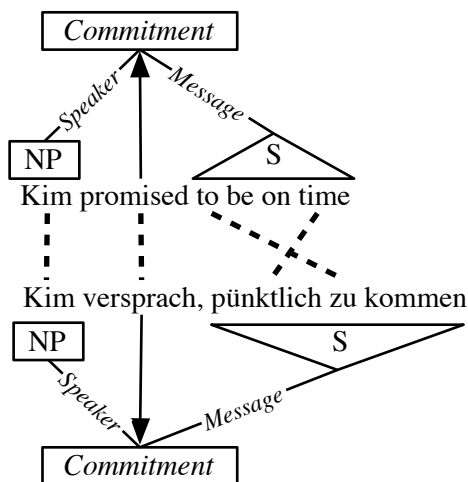 Commitment
Speaker Message
NP S
Kim promised to be on time
Kim versprach, pünktlich zu kommen
NP S
Speaker Message
Commitment